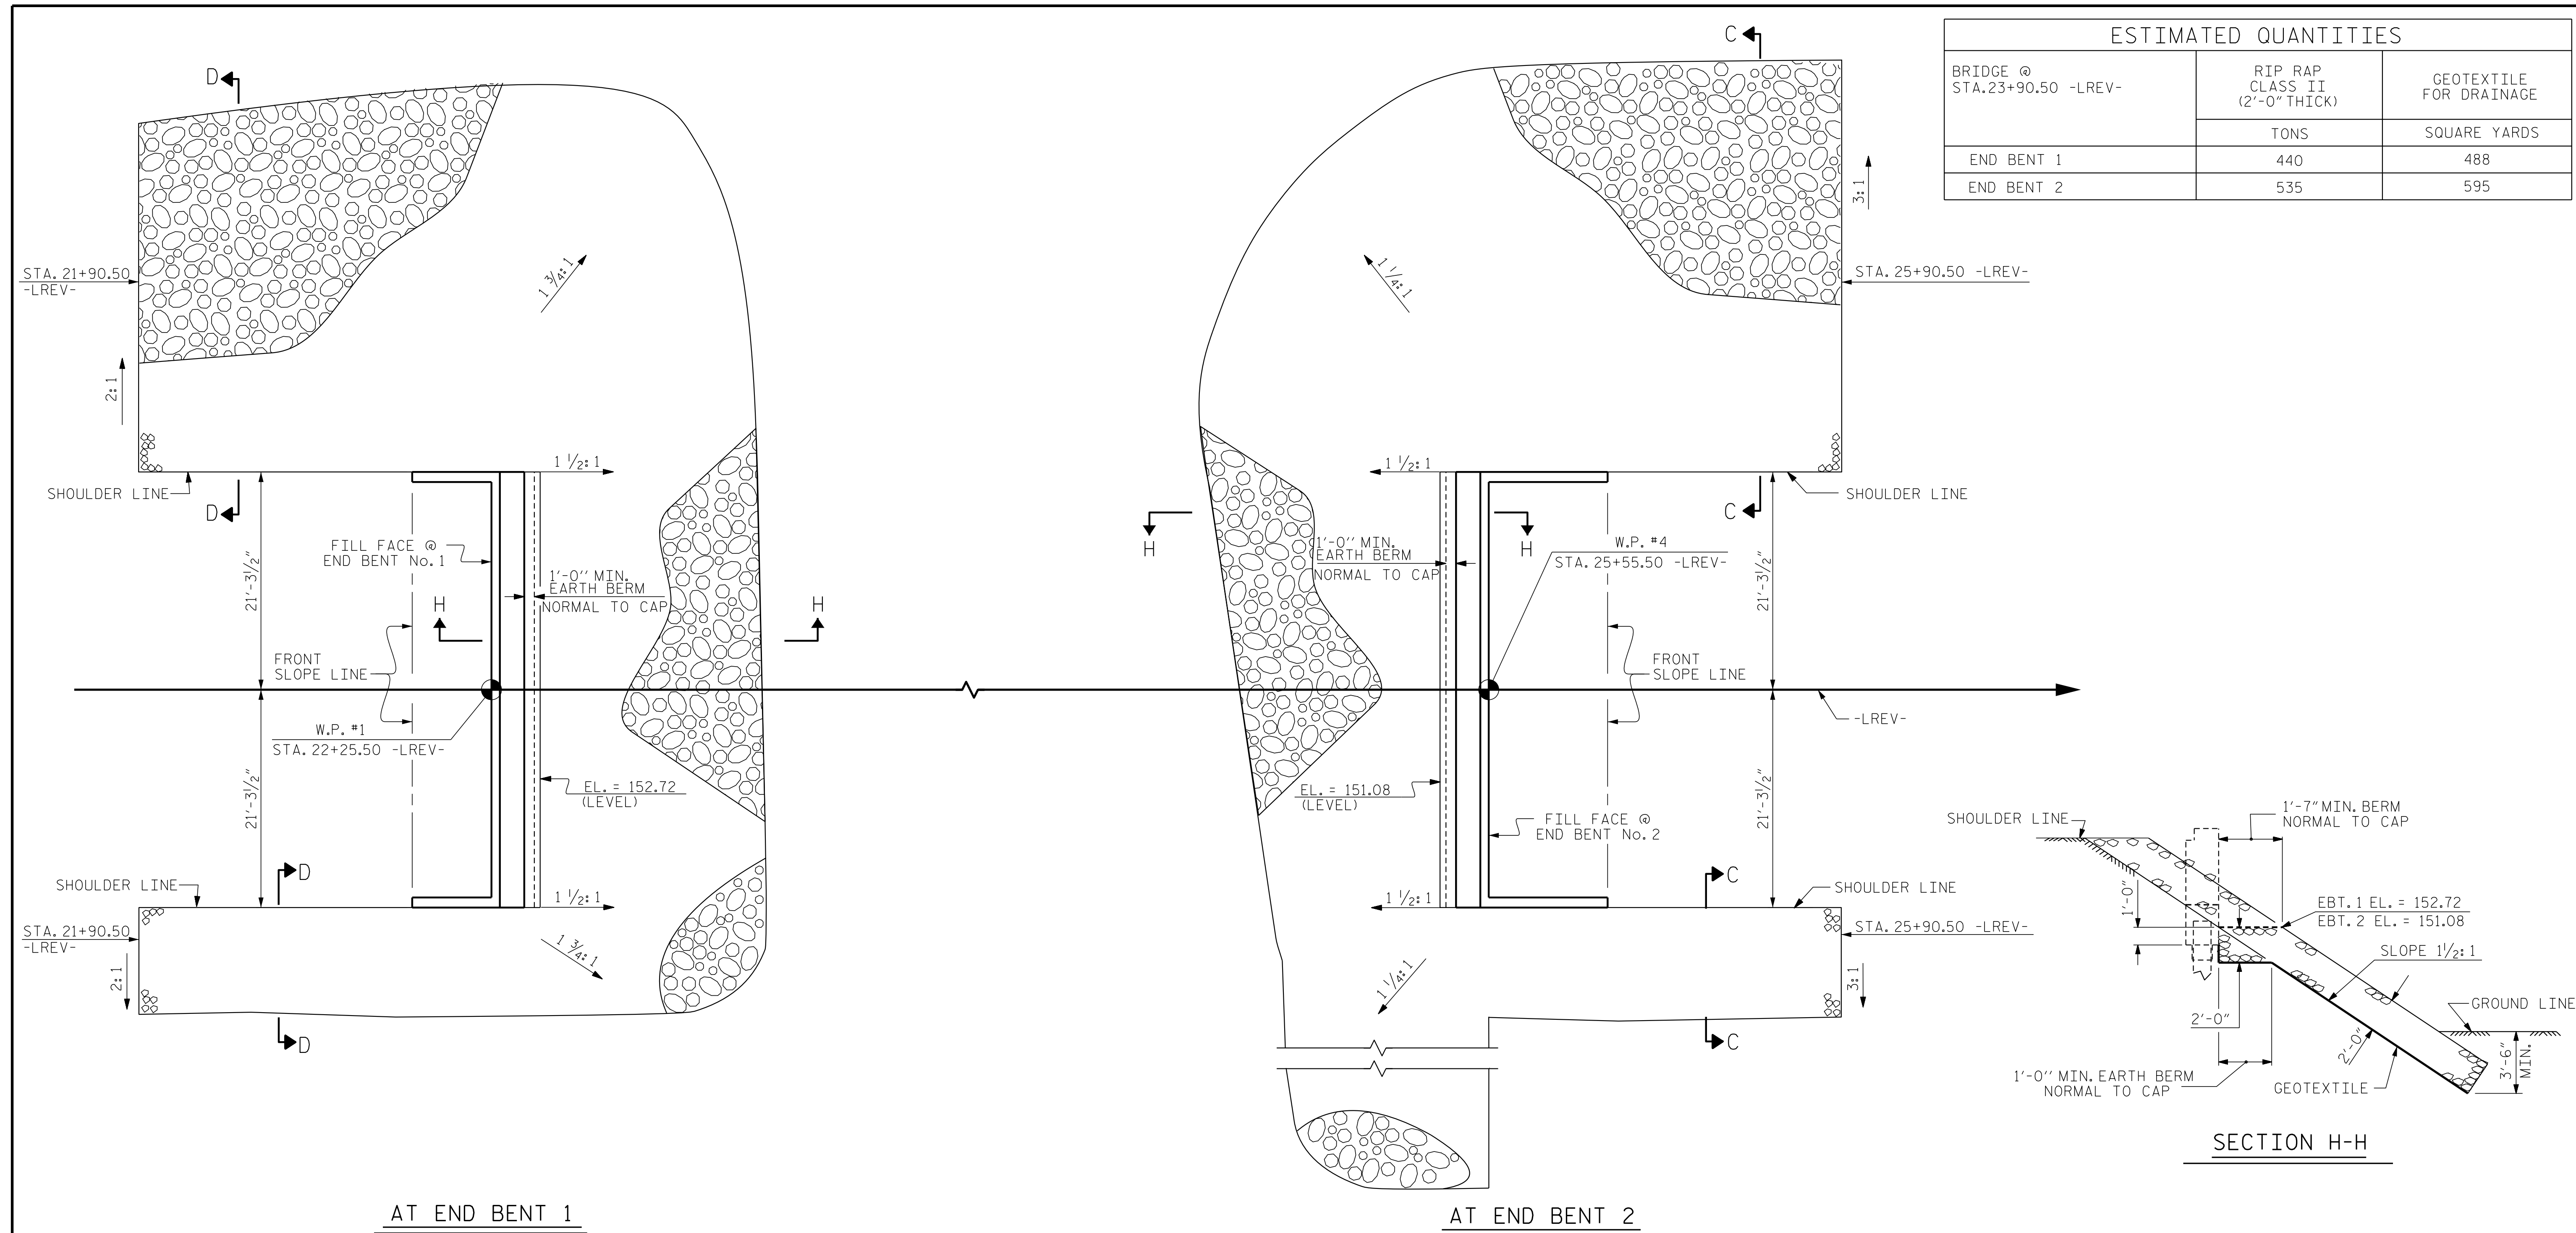 ESTIMATED QUANTITIES
BRIDGE @
STA.23+90.50 -LREV-
RIP RAP
CLASS II
(2'-0" THICK)
GEOTEXTILE
FOR DRAINAGE
TONS
SQUARE YARDS
END BENT 1
440
488
END BENT 2
535
595
D
D
STA. 21+90.50
-LREV-
2:1
1 3/4:1
1 1/2:1
SHOULDER LINE
21'-3 1/2"
FILL FACE @
END BENT No. 1
1'-0" MIN.
EARTH BERM
NORMAL TO CAP
H
H
FRONT
SLOPE LINE
W.P. #1
STA. 22+25.50 -LREV-
21'-3 1/2"
EL. = 152.72
(LEVEL)
SHOULDER LINE
D
D
STA. 21+90.50
-LREV-
2:1
1 1/2:1
1 3/4:1
AT END BENT 1
C
C
3:1
1 1/4:1
STA. 25+90.50 -LREV-
1 1/2:1
SHOULDER LINE
H
H
1'-0" MIN.
EARTH BERM
NORMAL TO CAP
W.P. #4
STA. 25+55.50 -LREV-
21'-3 1/2"
FRONT
SLOPE LINE
-LREV-
21'-3 1/2"
EL. = 151.08
(LEVEL)
FILL FACE @
END BENT No. 2
C
C
SHOULDER LINE
1 1/2:1
STA. 25+90.50 -LREV-
1 1/4:1
3:1
AT END BENT 2
SHOULDER LINE
1'-7" MIN. BERM
NORMAL TO CAP
1'-0"
EBT. 1 EL. = 152.72
EBT. 2 EL. = 151.08
SLOPE 1 1/2:1
GROUND LINE
2'-0"
2'-0"
3'-6"
MIN.
1'-0" MIN. EARTH BERM
NORMAL TO CAP
GEOTEXTILE
SECTION H-H